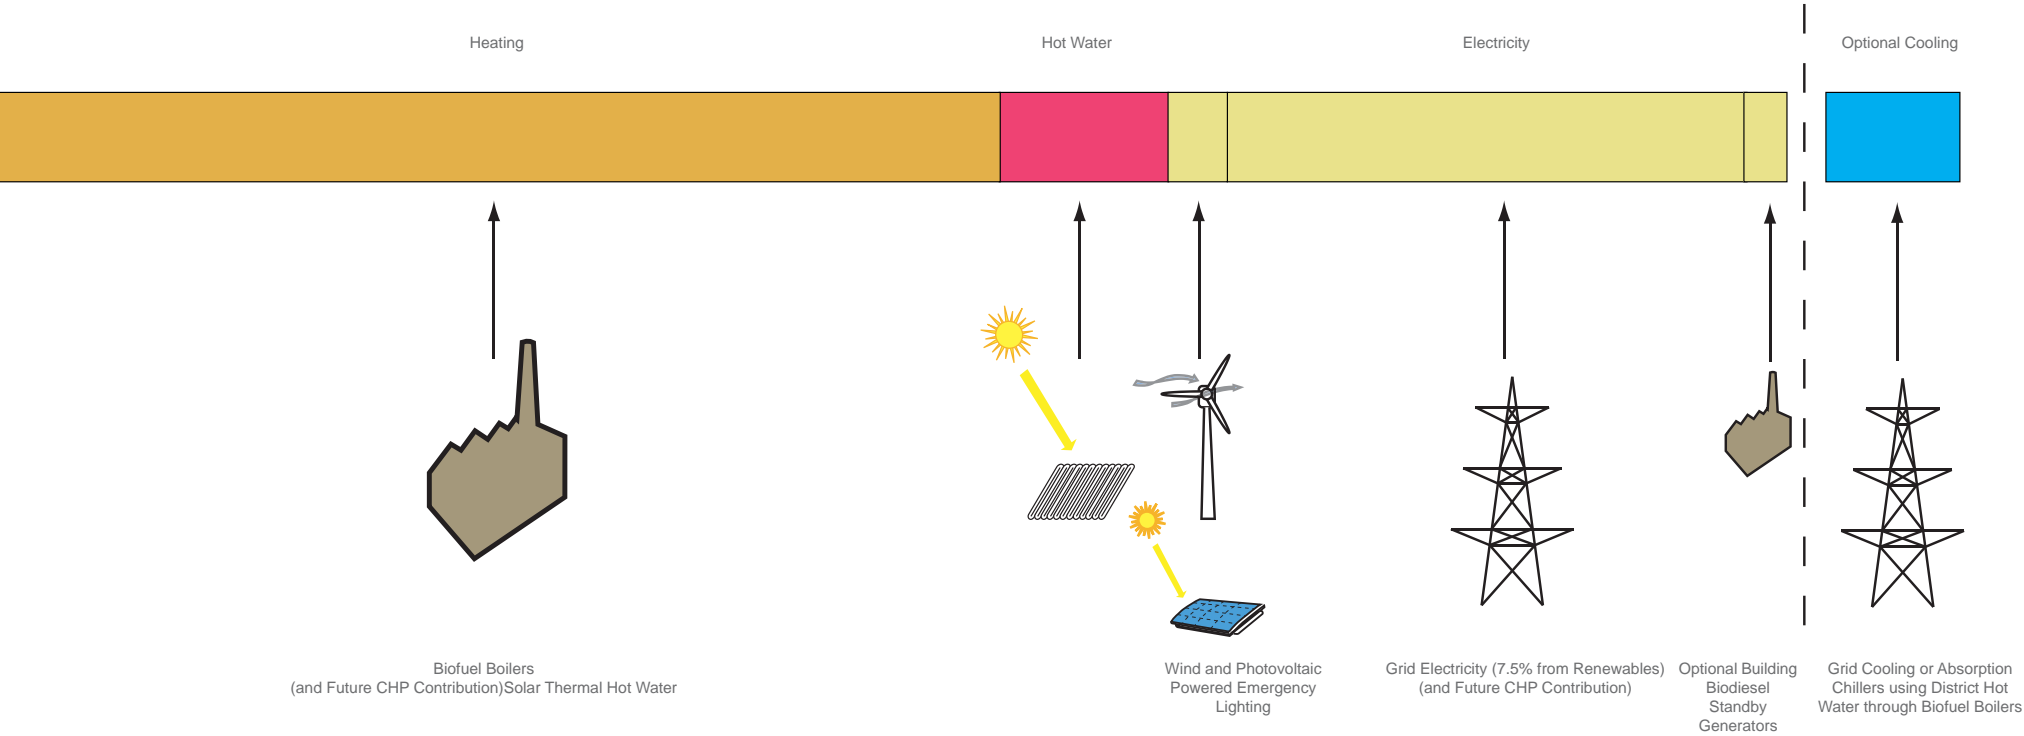 Heating
Hot Water
Electricity
Optional Cooling
Biofuel Boilers
(and Future CHP Contribution)Solar Thermal Hot Water
Wind and Photovoltaic
Powered Emergency
Lighting
Grid Electricity (7.5% from Renewables)
(and Future CHP Contribution)
Optional Building
Biodiesel
Standby
Generators
Grid Cooling or Absorption
Chillers using District Hot
Water through Biofuel Boilers